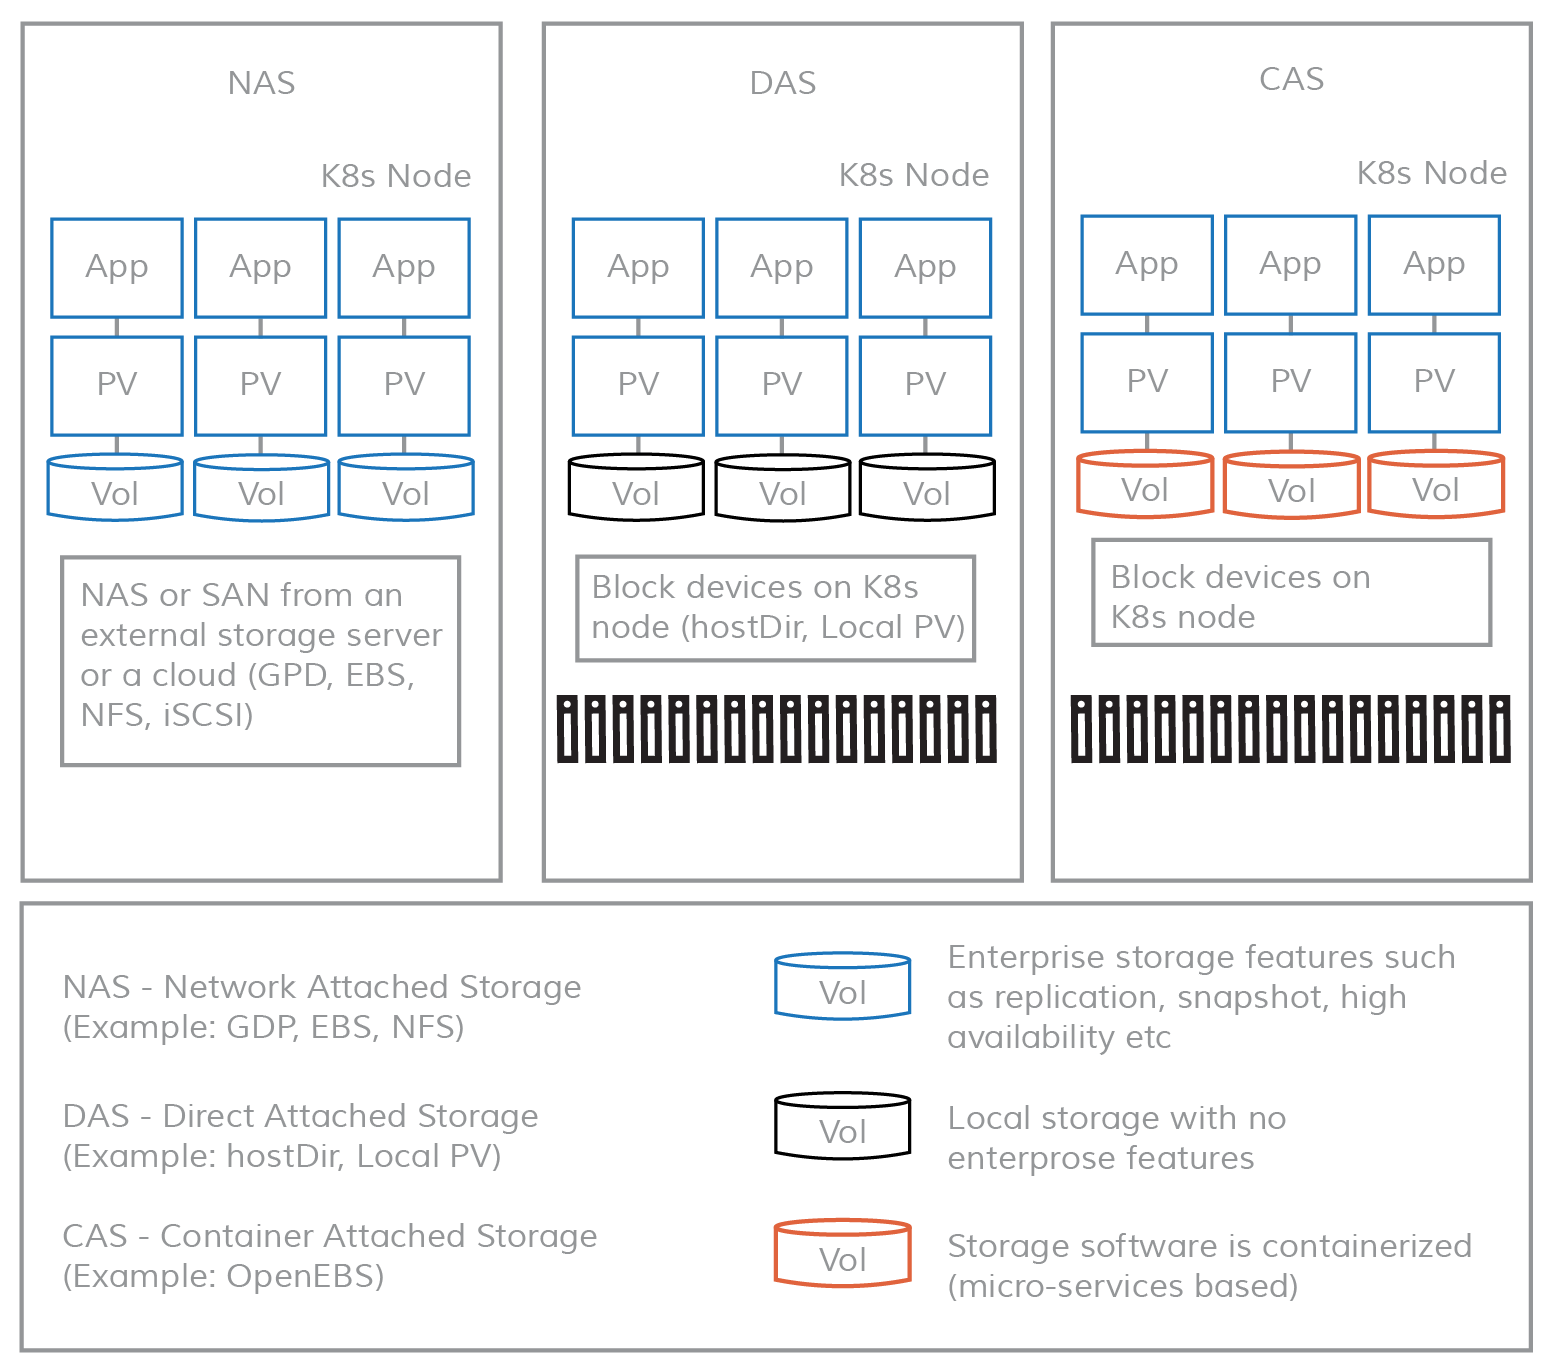 NAS
K8s Node
App App App
PV PV PV
Vol Vol Vol
NAS or SAN from an
external storage server
or a cloud (GPD, EBS,
NFS, iSCSI)
DAS
K8s Node
App App App
PV PV PV
Vol Vol Vol
Block devices on K8s
node (hostDir, Local PV)
CAS
K8s Node
App App App
PV PV PV
Vol Vol Vol
Block devices on
K8s node
NAS - Network Attached Storage
(Example: GDP, EBS, NFS)
DAS - Direct Attached Storage
(Example: hostDir, Local PV)
CAS - Container Attached Storage
(Example: OpenEBS)
Vol
Enterprise storage features such
as replication, snapshot, high
availability etc
Vol
Local storage with no
enterprose features
Vol
Storage software is containerized
(micro-services based)